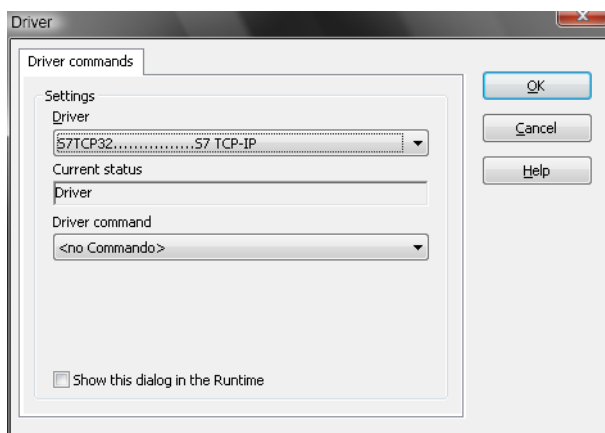 Driver
Driver commands
Settings
Driver
S7TCP32................S7 TCP-IP
Current status
Driver
Driver command
<no Commando>
Show this dialog in the Runtime
OK
Cancel
Help